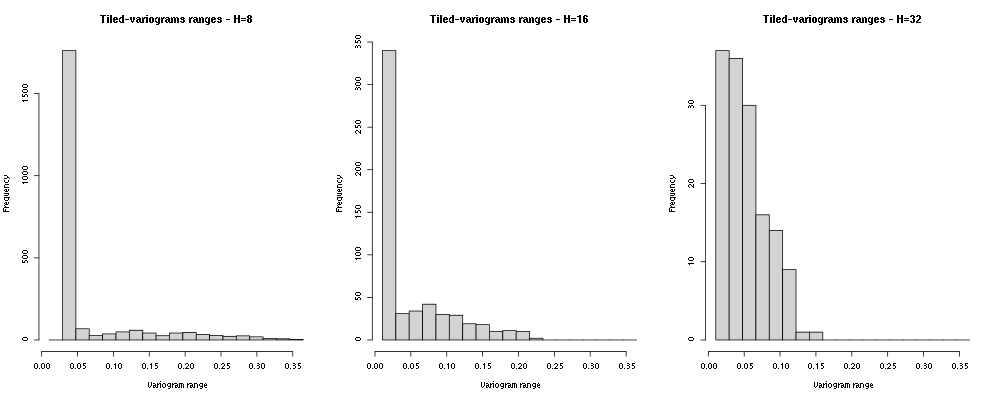 Tiled-variograms ranges - H=8
Frequency
0
500
1000
1500
0.00 0.05 0.10 0.15 0.20 0.25 0.30 0.35
Variogram range
Tiled-variograms ranges - H=16
Frequency
0
50
100
150
200
250
300
350
0.00 0.05 0.10 0.15 0.20 0.25 0.30 0.35
Variogram range
Tiled-variograms ranges - H=32
Frequency
0
10
20
30
0.00 0.05 0.10 0.15 0.20 0.25 0.30 0.35
Variogram range